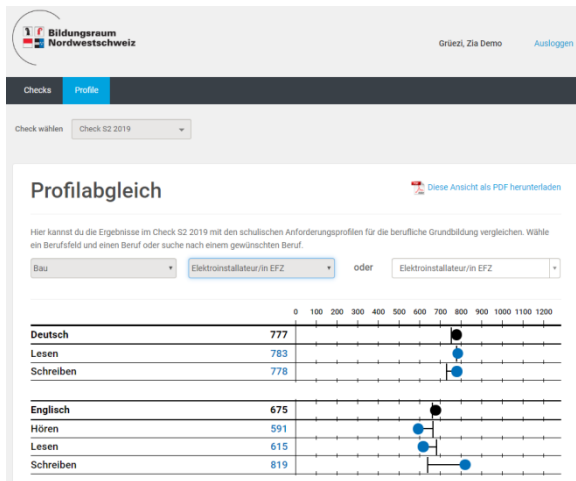 Bildungsraum
Nordwestschweiz
Grüezi, Zia Demo
Ausloggen
Checks
Profile
Check wählen
Check S2 2019
Profilabgleich
Diese Ansicht als PDF herunterladen
Hier kannst du die Ergebnisse im Check S2 2019 mit den schulischen Anforderungsprofilen für die berufliche Grundbildung vergleichen. Wähle
ein Berufsfeld und einen Beruf oder suche nach einem gewünschten Beruf.
Bau
Elektroinstallateur/in EFZ
oder
Elektroinstallateur/in EFZ
0 100 200 300 400 500 600 700 800 900 1000 1100 1200
Deutsch 777
Lesen 783
Schreiben 778
Englisch 675
Hören 591
Lesen 615
Schreiben 819